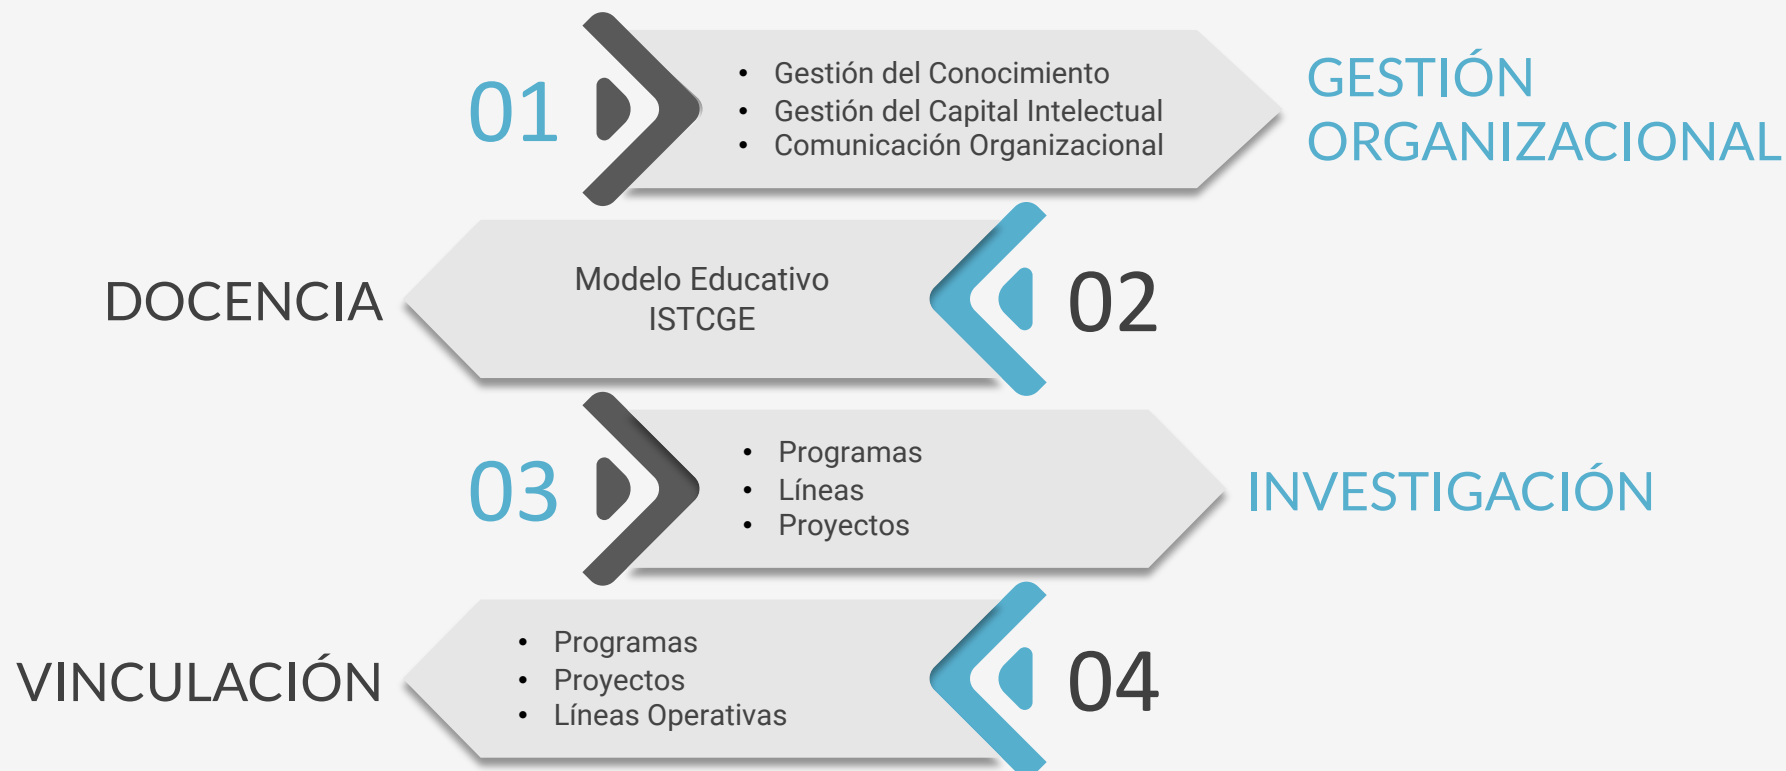 01
• Gestión del Conocimiento
• Gestión del Capital Intelectual
• Comunicación Organizacional
GESTIÓN
ORGANIZACIONAL
DOCENCIA
Modelo Educativo
ISTCGE
02
03
• Programas
• Líneas
• Proyectos
INVESTIGACIÓN
VINCULACIÓN
• Programas
• Proyectos
• Líneas Operativas
04